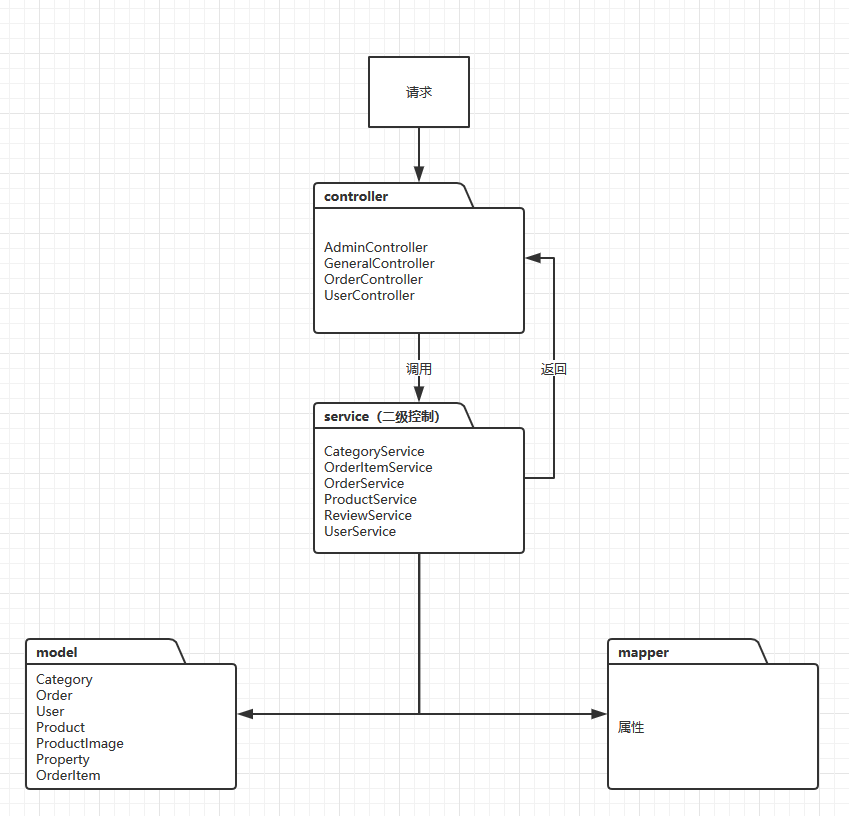 请求
controller
AdminController
GeneralController
OrderController
UserController
调用
返回
service（二级控制）
CategoryService
OrderItemService
OrderService
ProductService
ReviewService
UserService
model
Category
Order
User
Product
ProductImage
Property
OrderItem
mapper
属性